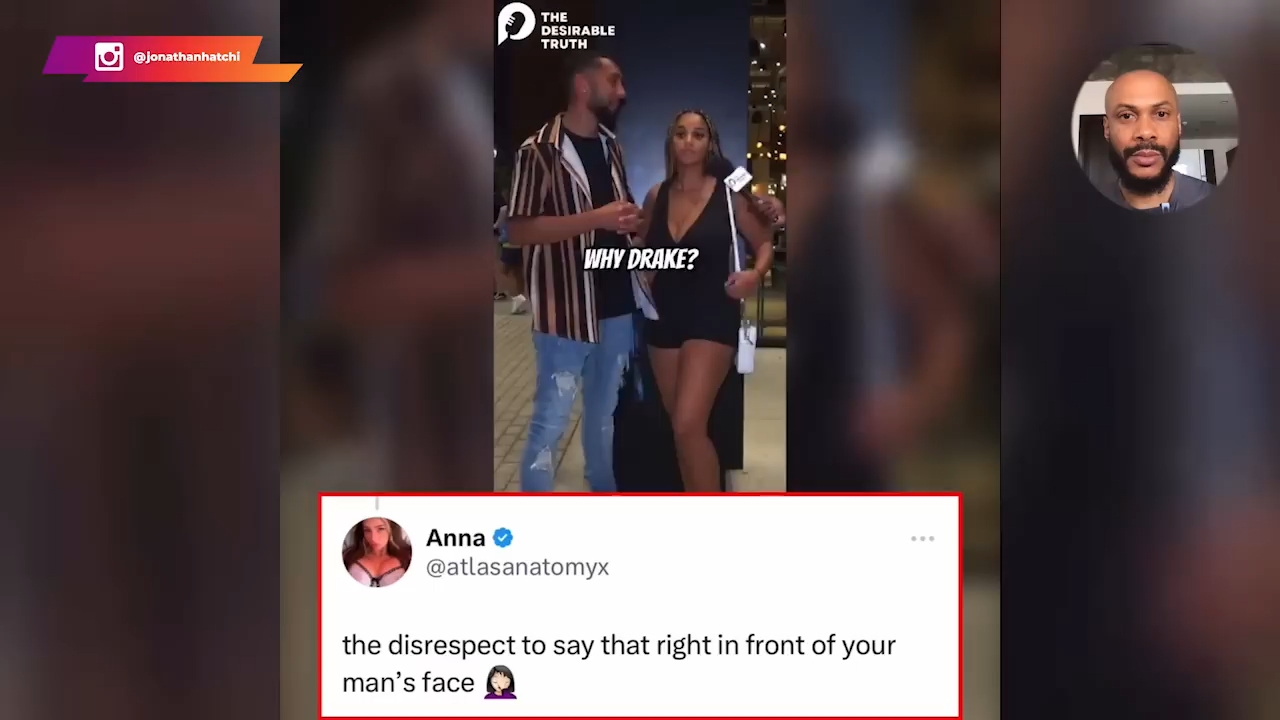 THE
DESIRABLE
TRUTH
@jonathanhatchi
WHY DRAKE?
Anna
@atlasanatomyx
the disrespect to say that right in front of your
man’s face 🤦🏻‍♀️